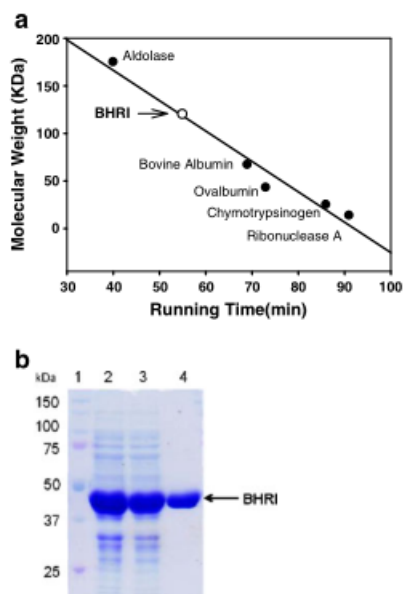 a
Molecular Weight (KDa)
200
150
100
50
0
Aldolase
BHRI
Bovine Albumin
Ovalbumin
Chymotrypsinogen
Ribonuclease A
30 40 50 60 70 80 90 100
Running Time(min)
b
kDa 1 2 3 4
150
100
75
50
37
25
BHRI